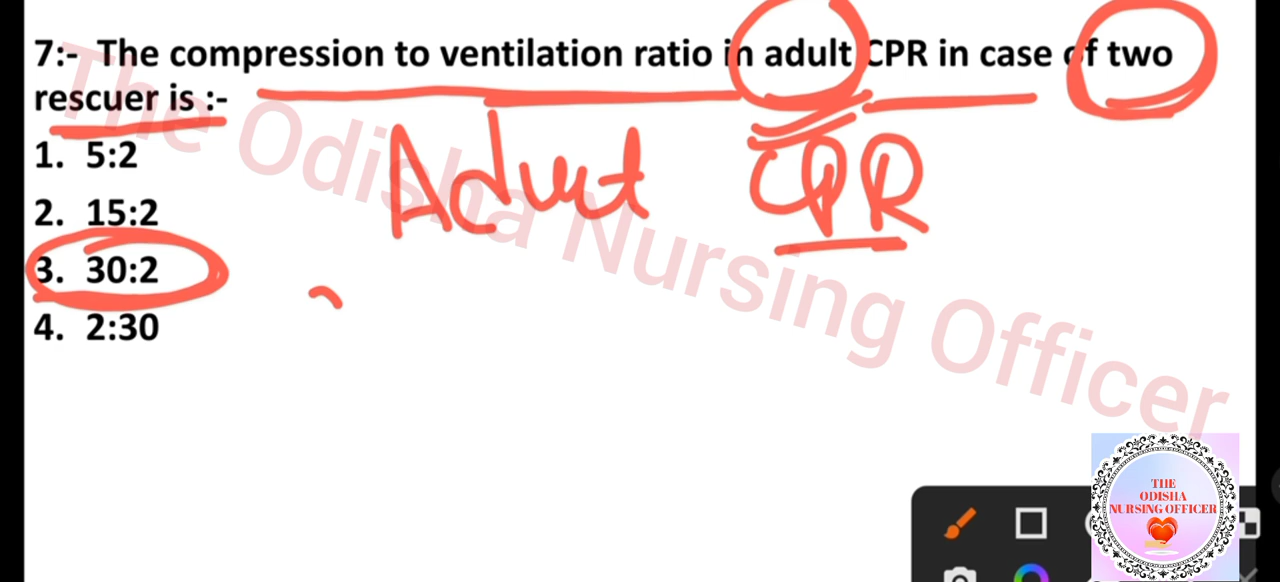 7:- The compression to ventilation ratio in adult CPR in case of two
rescuer is :-
1. 5:2
2. 15:2
3. 30:2
4. 2:30
Adult CPR
The Odisha Nursing Officer
THE
ODISHA
NURSING OFFICER